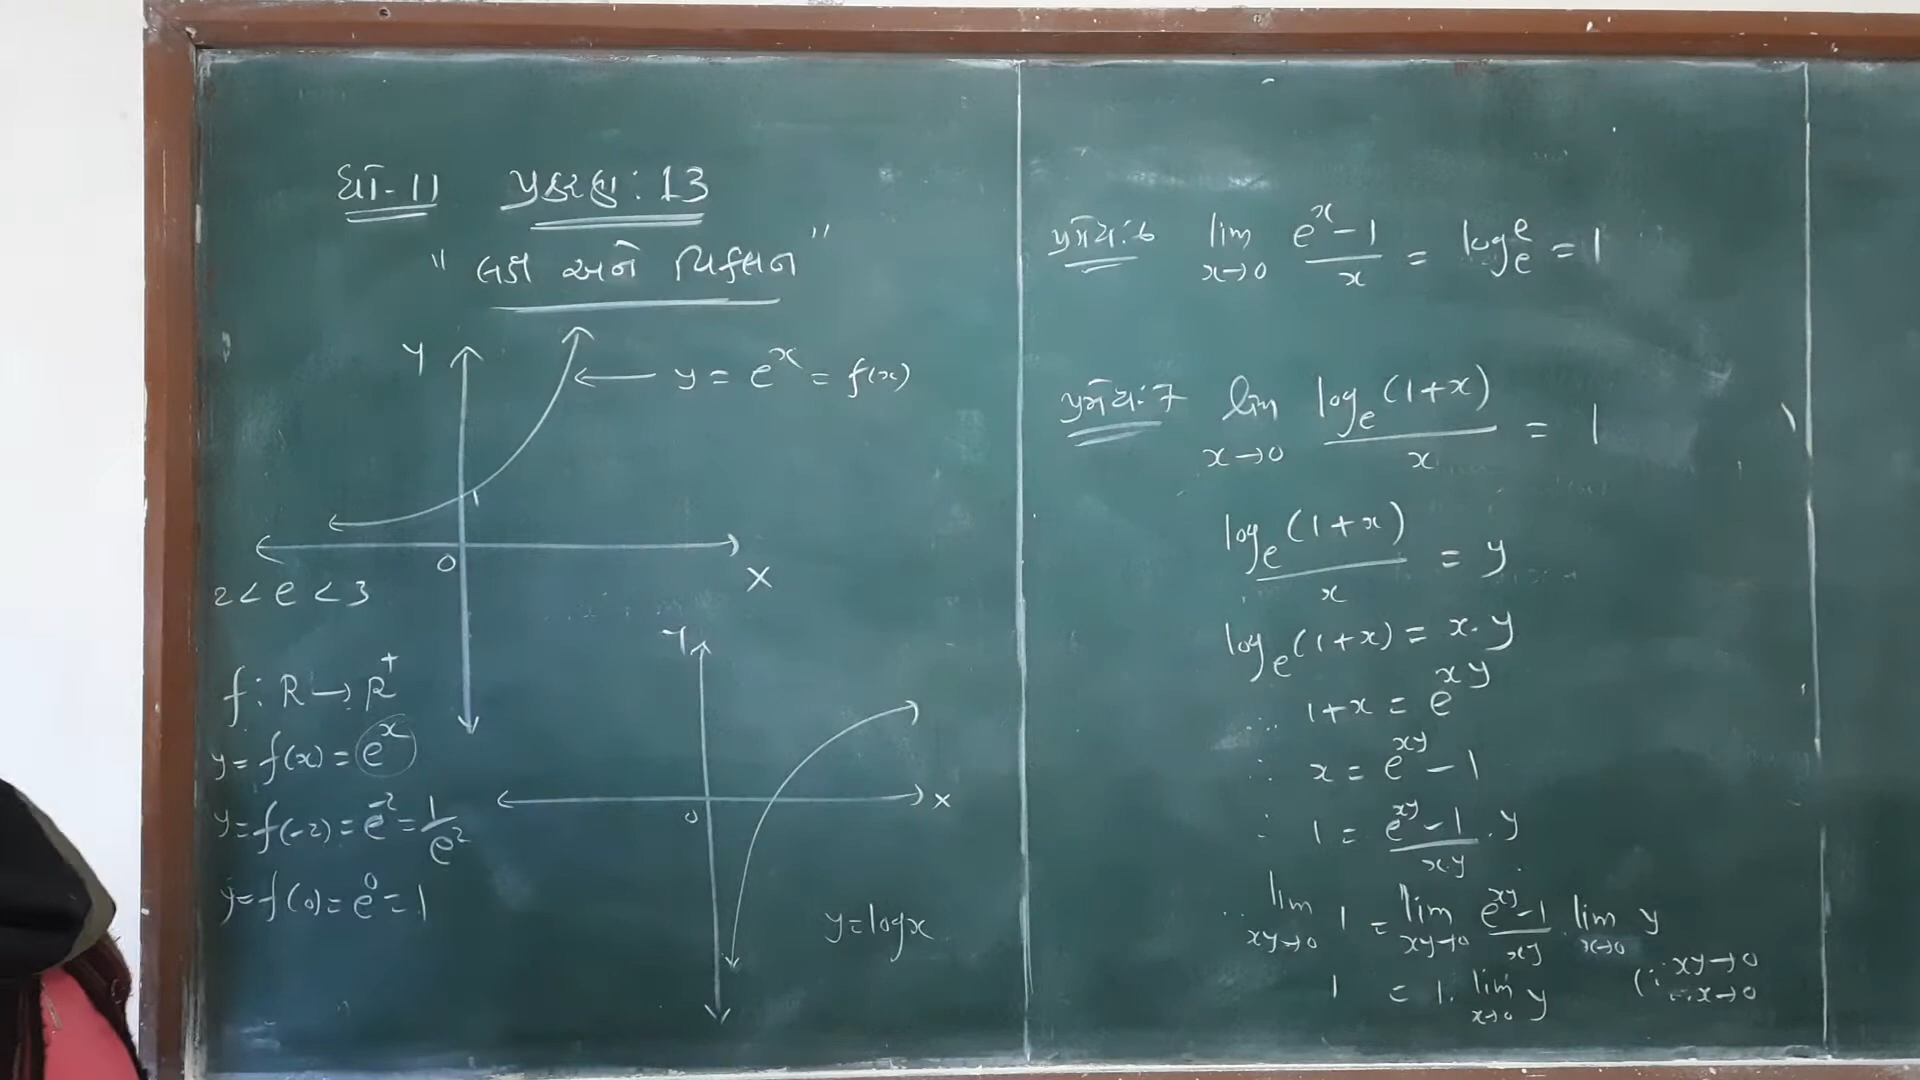 ધો-11 પ્રકરણ: 13
"લક્ષ અને વિકલન"
Y
y = e^x = f(x)
1
0
X
2 < e < 3
f: R → R^+
y = f(x) = e^x
y = f(-2) = e^-2 = 1/e^2
y = f(0) = e^0 = 1
Y
0
X
y = log x
પ્રમેય: 6 lim x→0 (e^x - 1)/x = log_e e = 1
પ્રમેય: 7 lim x→0 log_e(1+x)/x = 1
log_e(1+x)/x = y
log_e(1+x) = x.y
∴ 1+x = e^xy
∴ x = e^xy - 1
∴ 1 = (e^xy - 1)/x.y . y
∴ lim xy→0 1 = lim xy→0 (e^xy - 1)/xy . lim x→0 y
1 = 1. lim x→0 y (∵ xy→0
∴ x→0